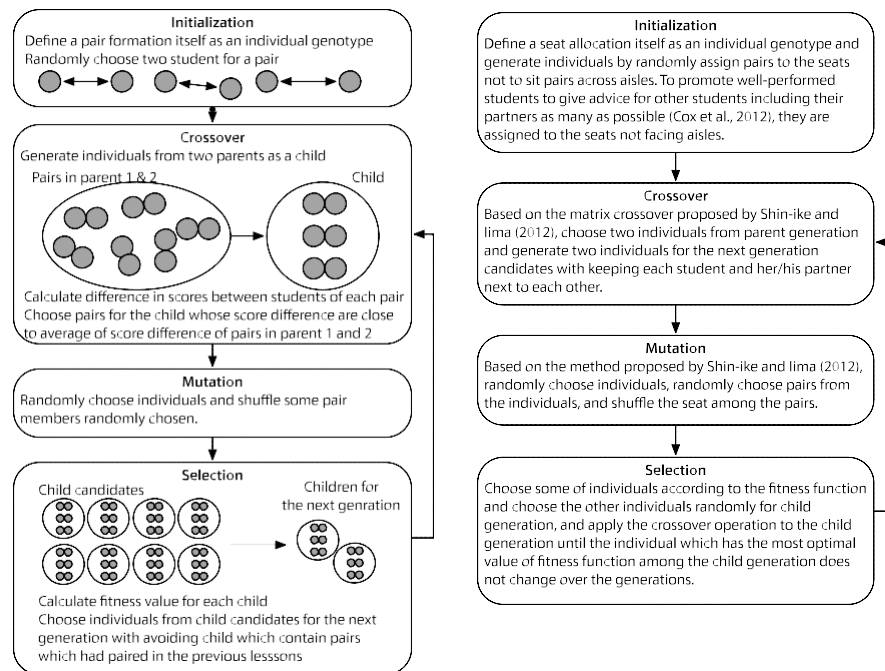 Initialization
Define a pair formation itself as an individual genotype
Randomly choose two student for a pair
Crossover
Generate individuals from two parents as a child
Pairs in parent 1 & 2
Child
Calculate difference in scores between students of each pair
Choose pairs for the child whose score difference are close
to average of score difference of pairs in parent 1 and 2
Mutation
Randomly choose individuals and shuffle some pair
members randomly chosen.
Selection
Child candidates
Children for
the next genration
Calculate fitness value for each child
Choose individuals from child candidates for the next
generation with avoiding child which contain pairs
which had paired in the previous lesssons
Initialization
Define a seat allocation itself as an individual genotype and
generate individuals by randomly assign pairs to the seats
not to sit pairs across aisles. To promote well-performed
students to give advice for other students including their
partners as many as possible (Cox et al., 2012), they are
assigned to the seats not facing aisles.
Crossover
Based on the matrix crossover proposed by Shin-ike and
Iima (2012), choose two individuals from parent generation
and generate two individuals for the next generation
candidates with keeping each student and her/his partner
next to each other.
Mutation
Based on the method proposed by Shin-ike and Iima (2012),
randomly choose individuals, randomly choose pairs from
the individuals, and shuffle the seat among the pairs.
Selection
Choose some of individuals according to the fitness function
and choose the other individuals randomly for child
generation, and apply the crossover operation to the child
generation until the individual which has the most optimal
value of fitness function among the child generation does
not change over the generations.